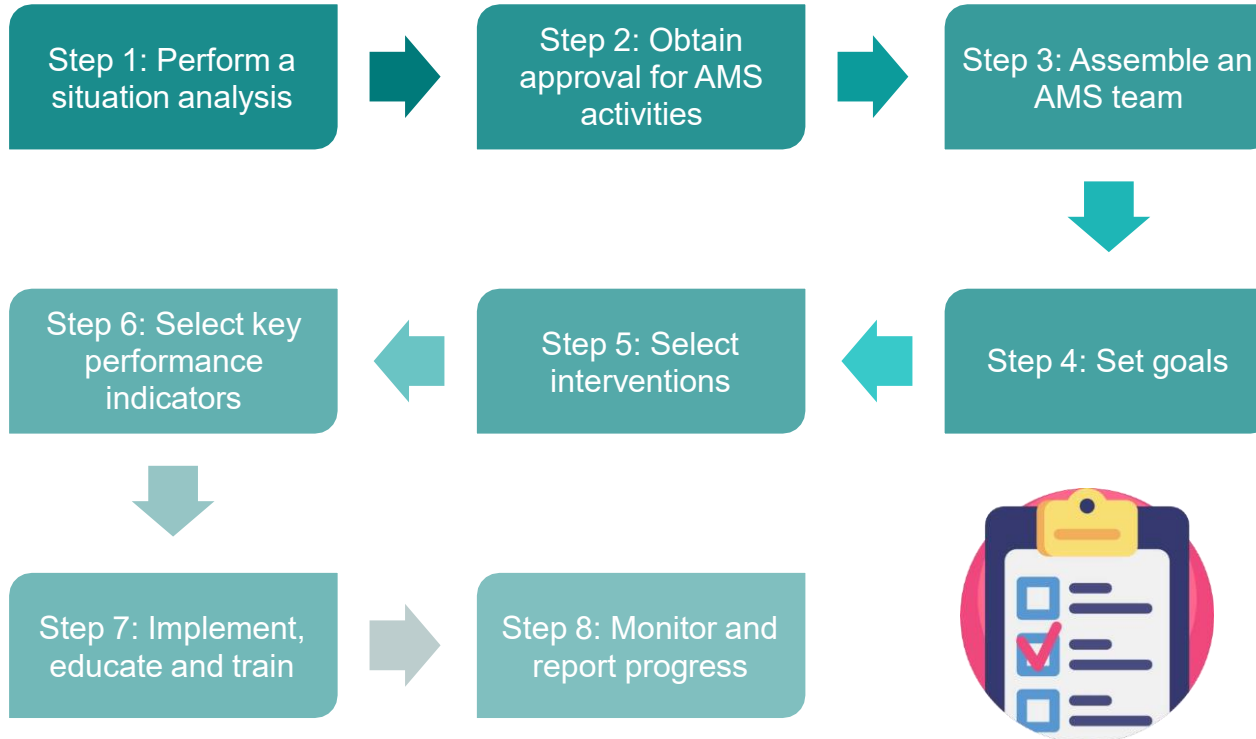 Step 1: Perform a
situation analysis
Step 2: Obtain
approval for AMS
activities
Step 3: Assemble an
AMS team
Step 4: Set goals
Step 5: Select
interventions
Step 6: Select key
performance
indicators
Step 7: Implement,
educate and train
Step 8: Monitor and
report progress